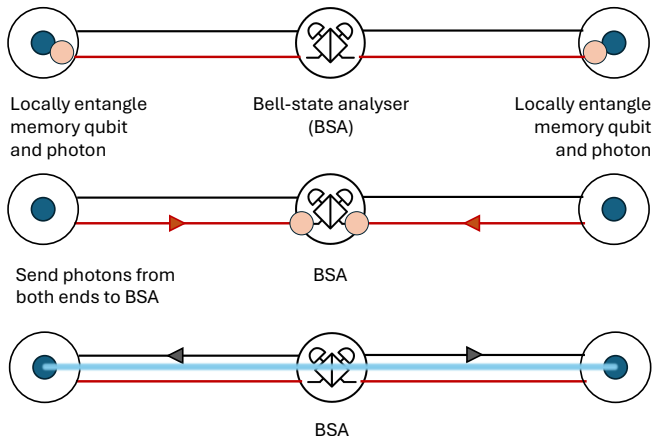 Locally entangle
memory qubit
and photon
Bell-state analyser
(BSA)
Locally entangle
memory qubit
and photon
Send photons from
both ends to BSA
BSA
BSA